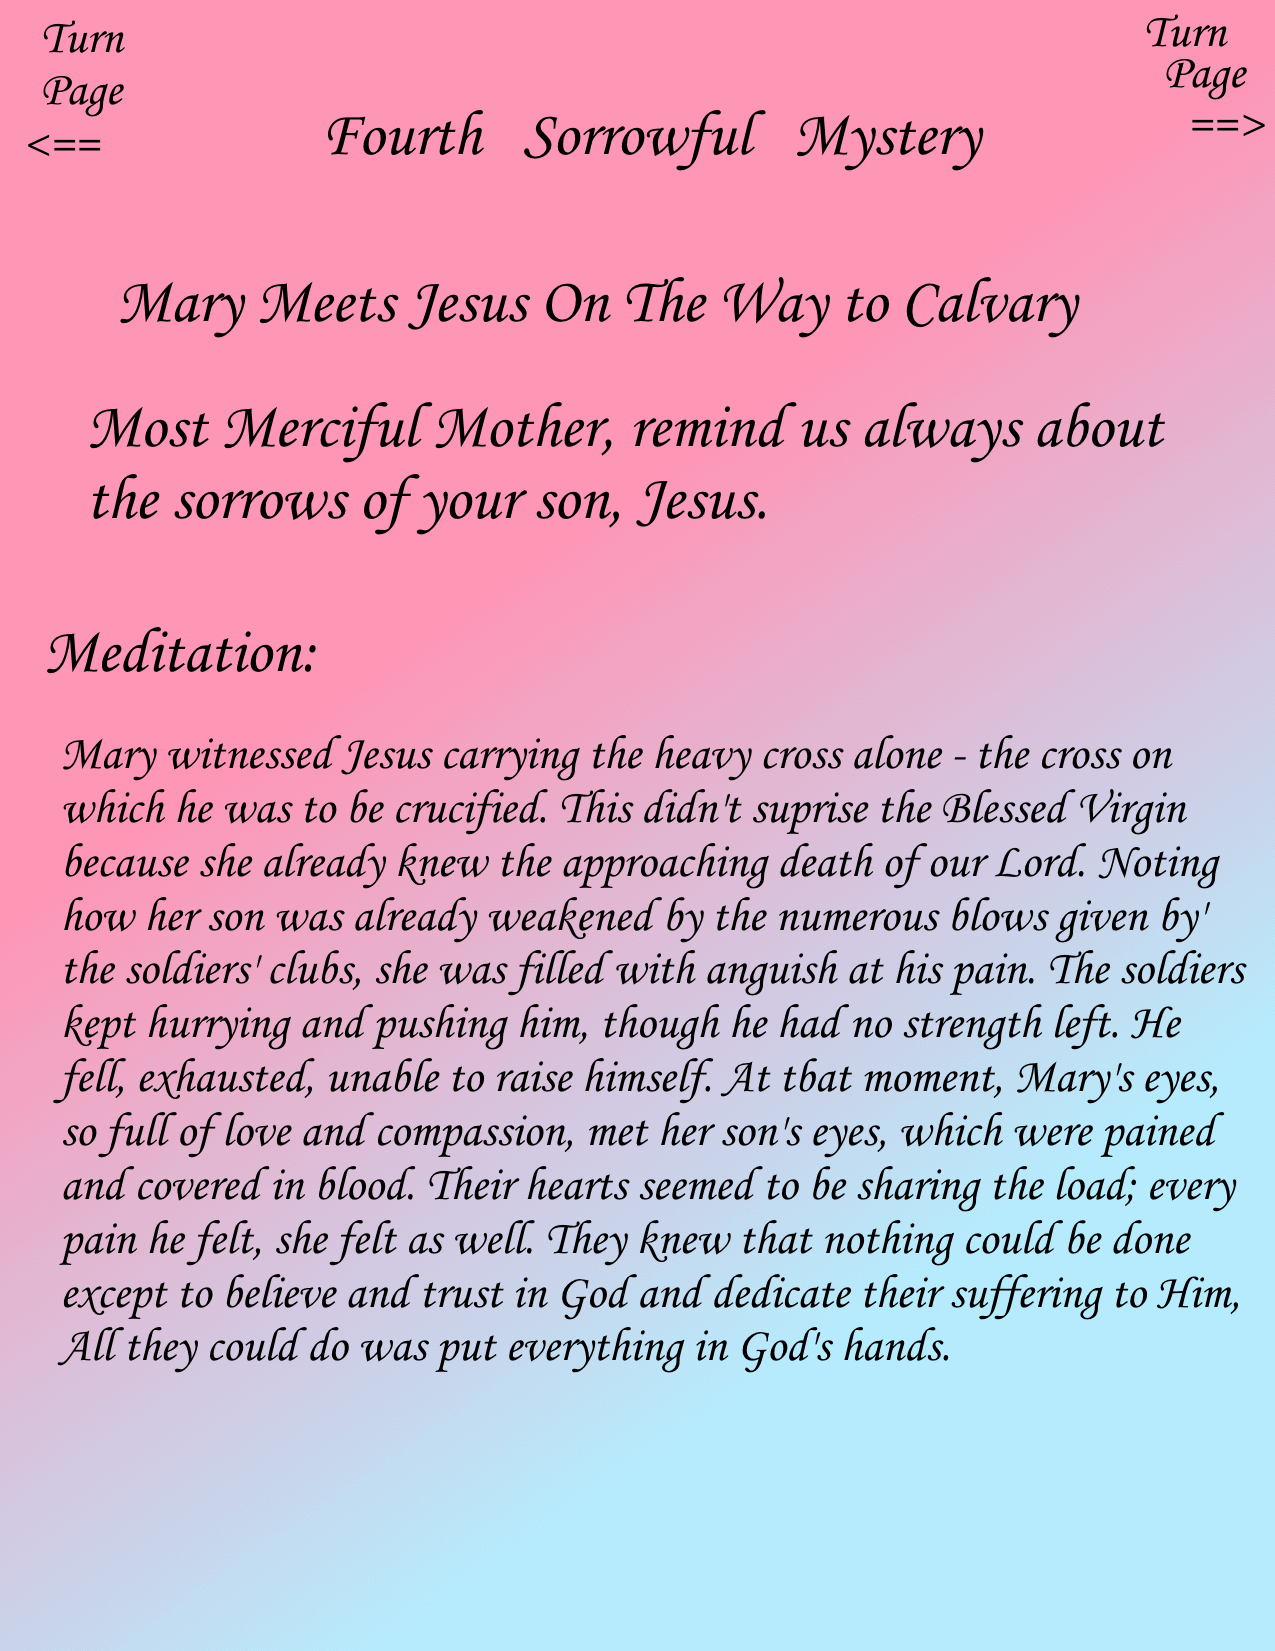 Turn
Page
<==
Turn
Page
==>
Fourth Sorrowful Mystery
Mary Meets Jesus On The Way to Calvary
Most Merciful Mother, remind us always about
the sorrows of your son, Jesus.
Meditation:
Mary witnessed Jesus carrying the heavy cross alone - the cross on
which he was to be crucified. This didn't suprise the Blessed Virgin
because she already knew the approaching death of our Lord. Noting
how her son was already weakened by the numerous blows given by'
the soldiers' clubs, she was filled with anguish at his pain. The soldiers
kept hurrying and pushing him, though he had no strength left. He
fell, exhausted, unable to raise himself. At tbat moment, Mary's eyes,
so full of love and compassion, met her son's eyes, which were pained
and covered in blood. Their hearts seemed to be sharing the load; every
pain he felt, she felt as well. They knew that nothing could be done
except to believe and trust in God and dedicate their suffering to Him,
All they could do was put everything in God's hands.